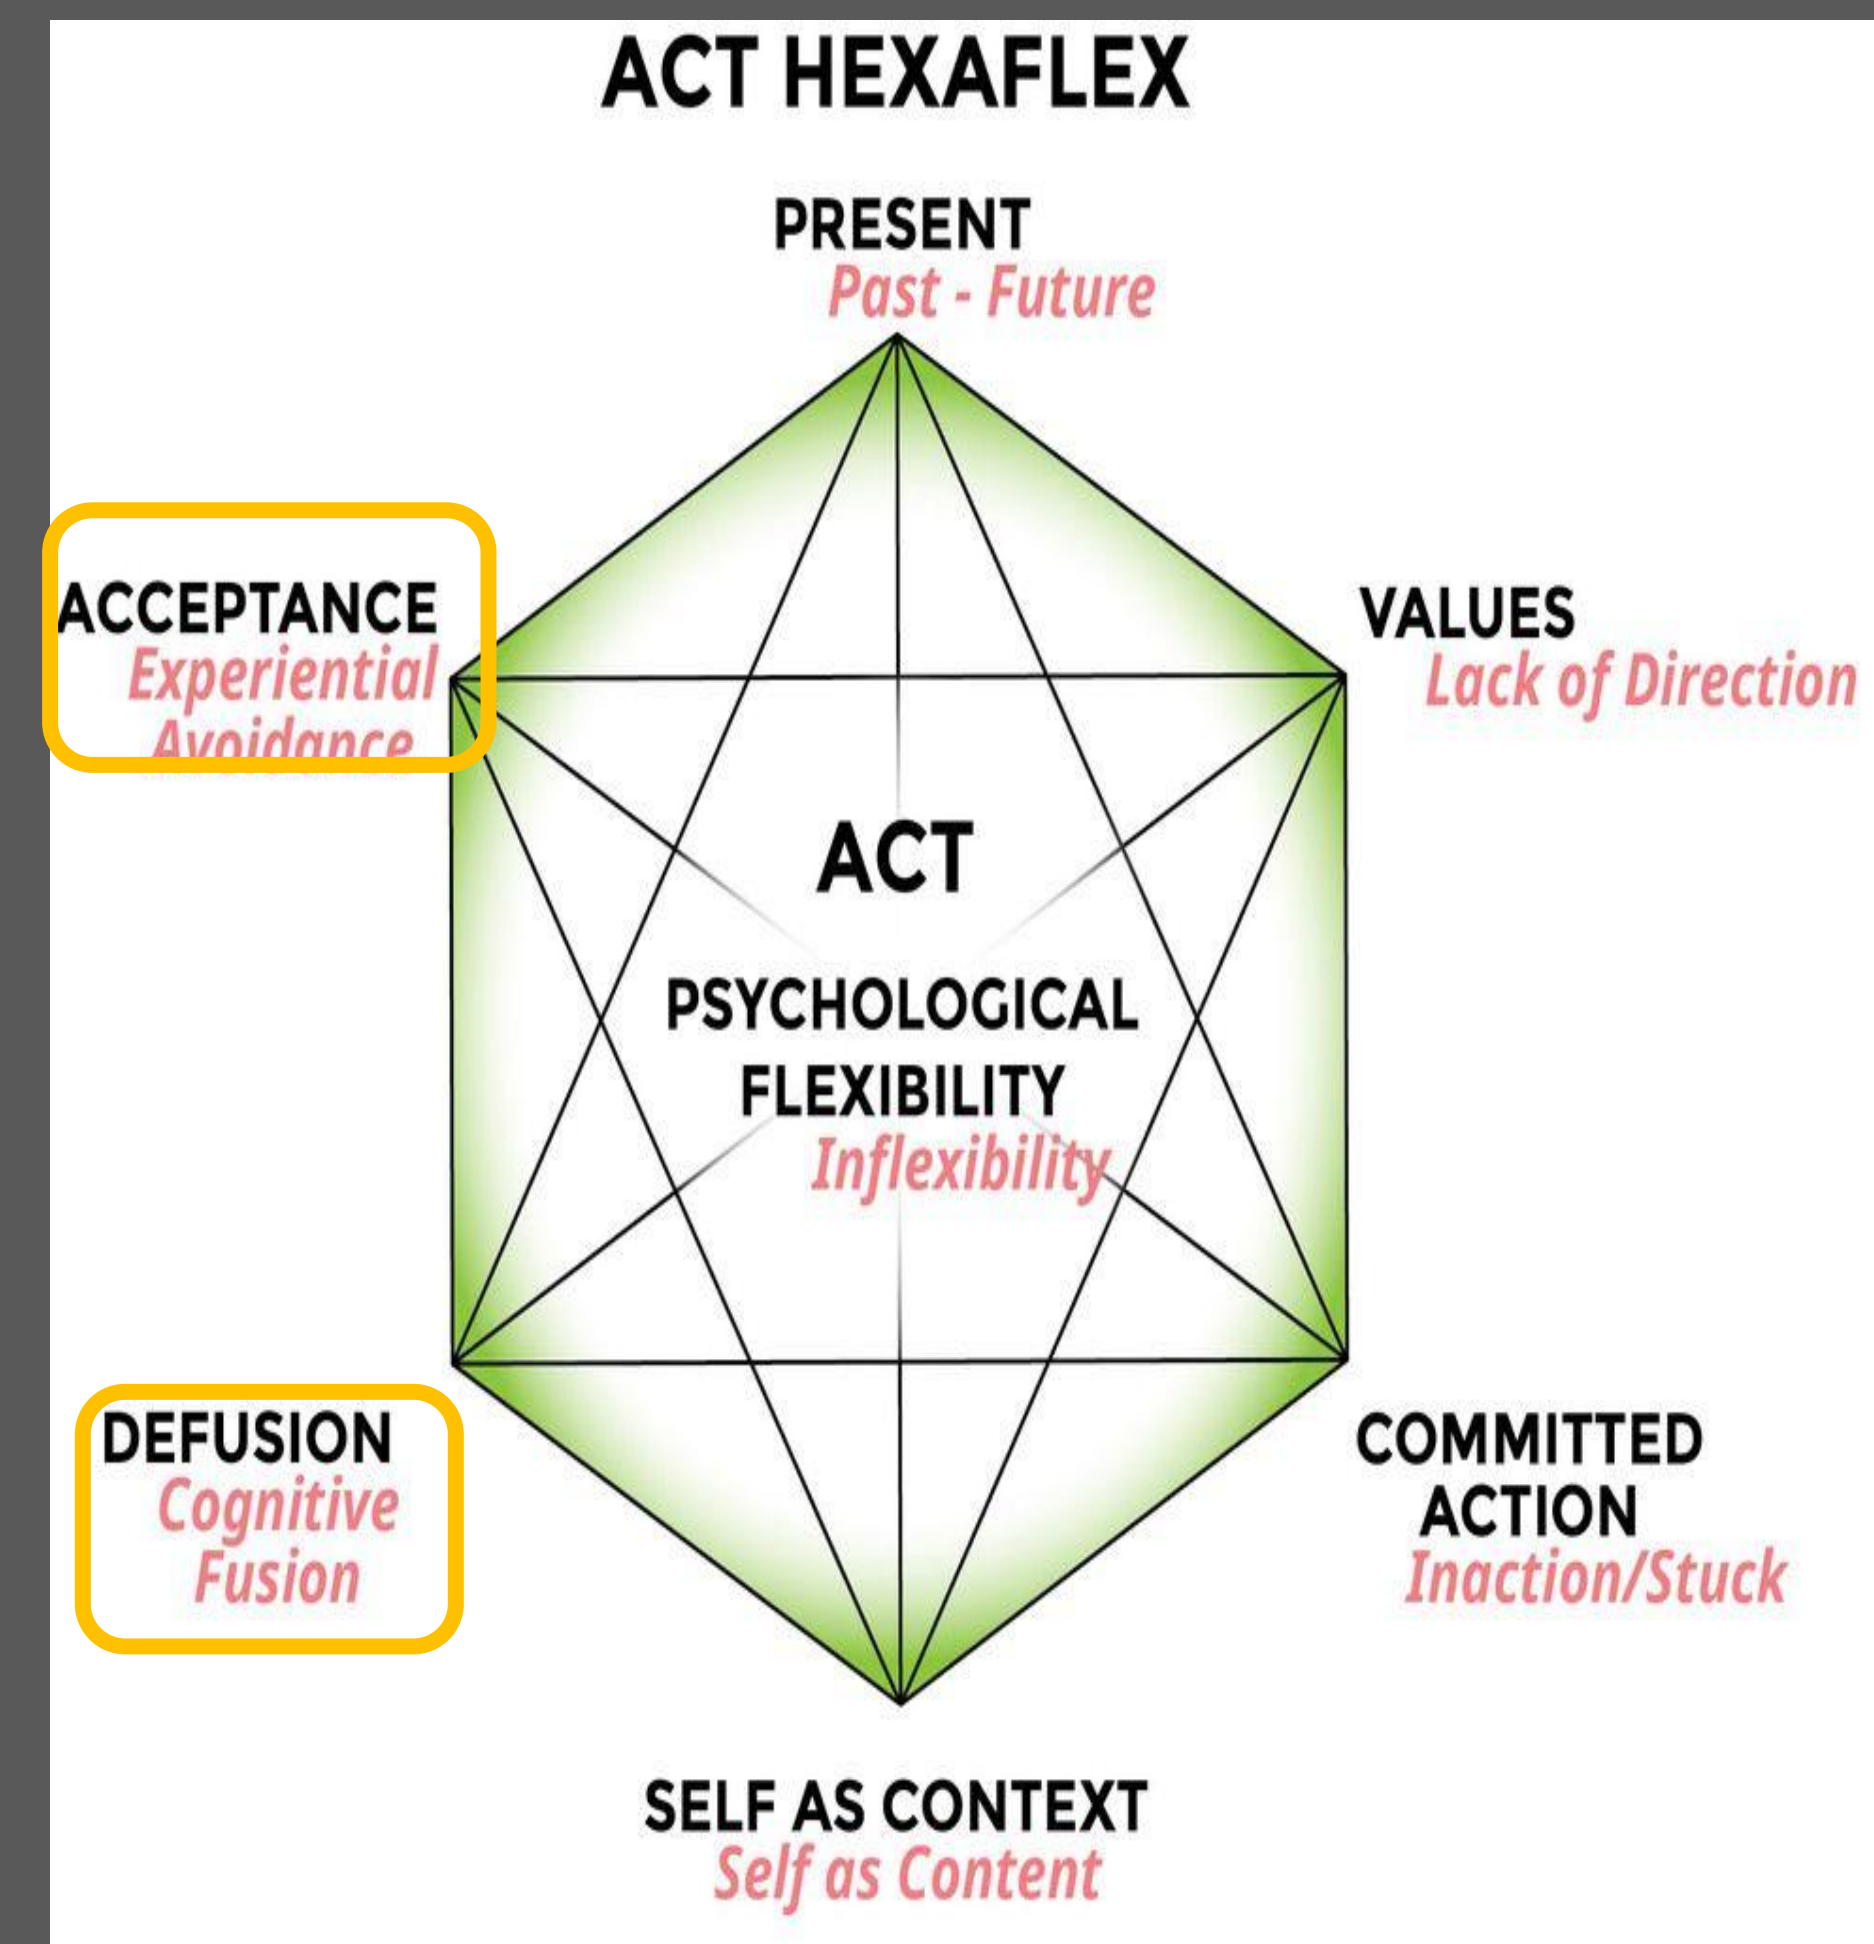 ACT HEXAFLEX
PRESENT
Past - Future
ACCEPTANCE
Experiential
Avoidance
VALUES
Lack of Direction
ACT
PSYCHOLOGICAL
FLEXIBILITY
Inflexibility
DEFUSION
Cognitive
Fusion
COMMITTED
ACTION
Inaction/Stuck
SELF AS CONTEXT
Self as Content